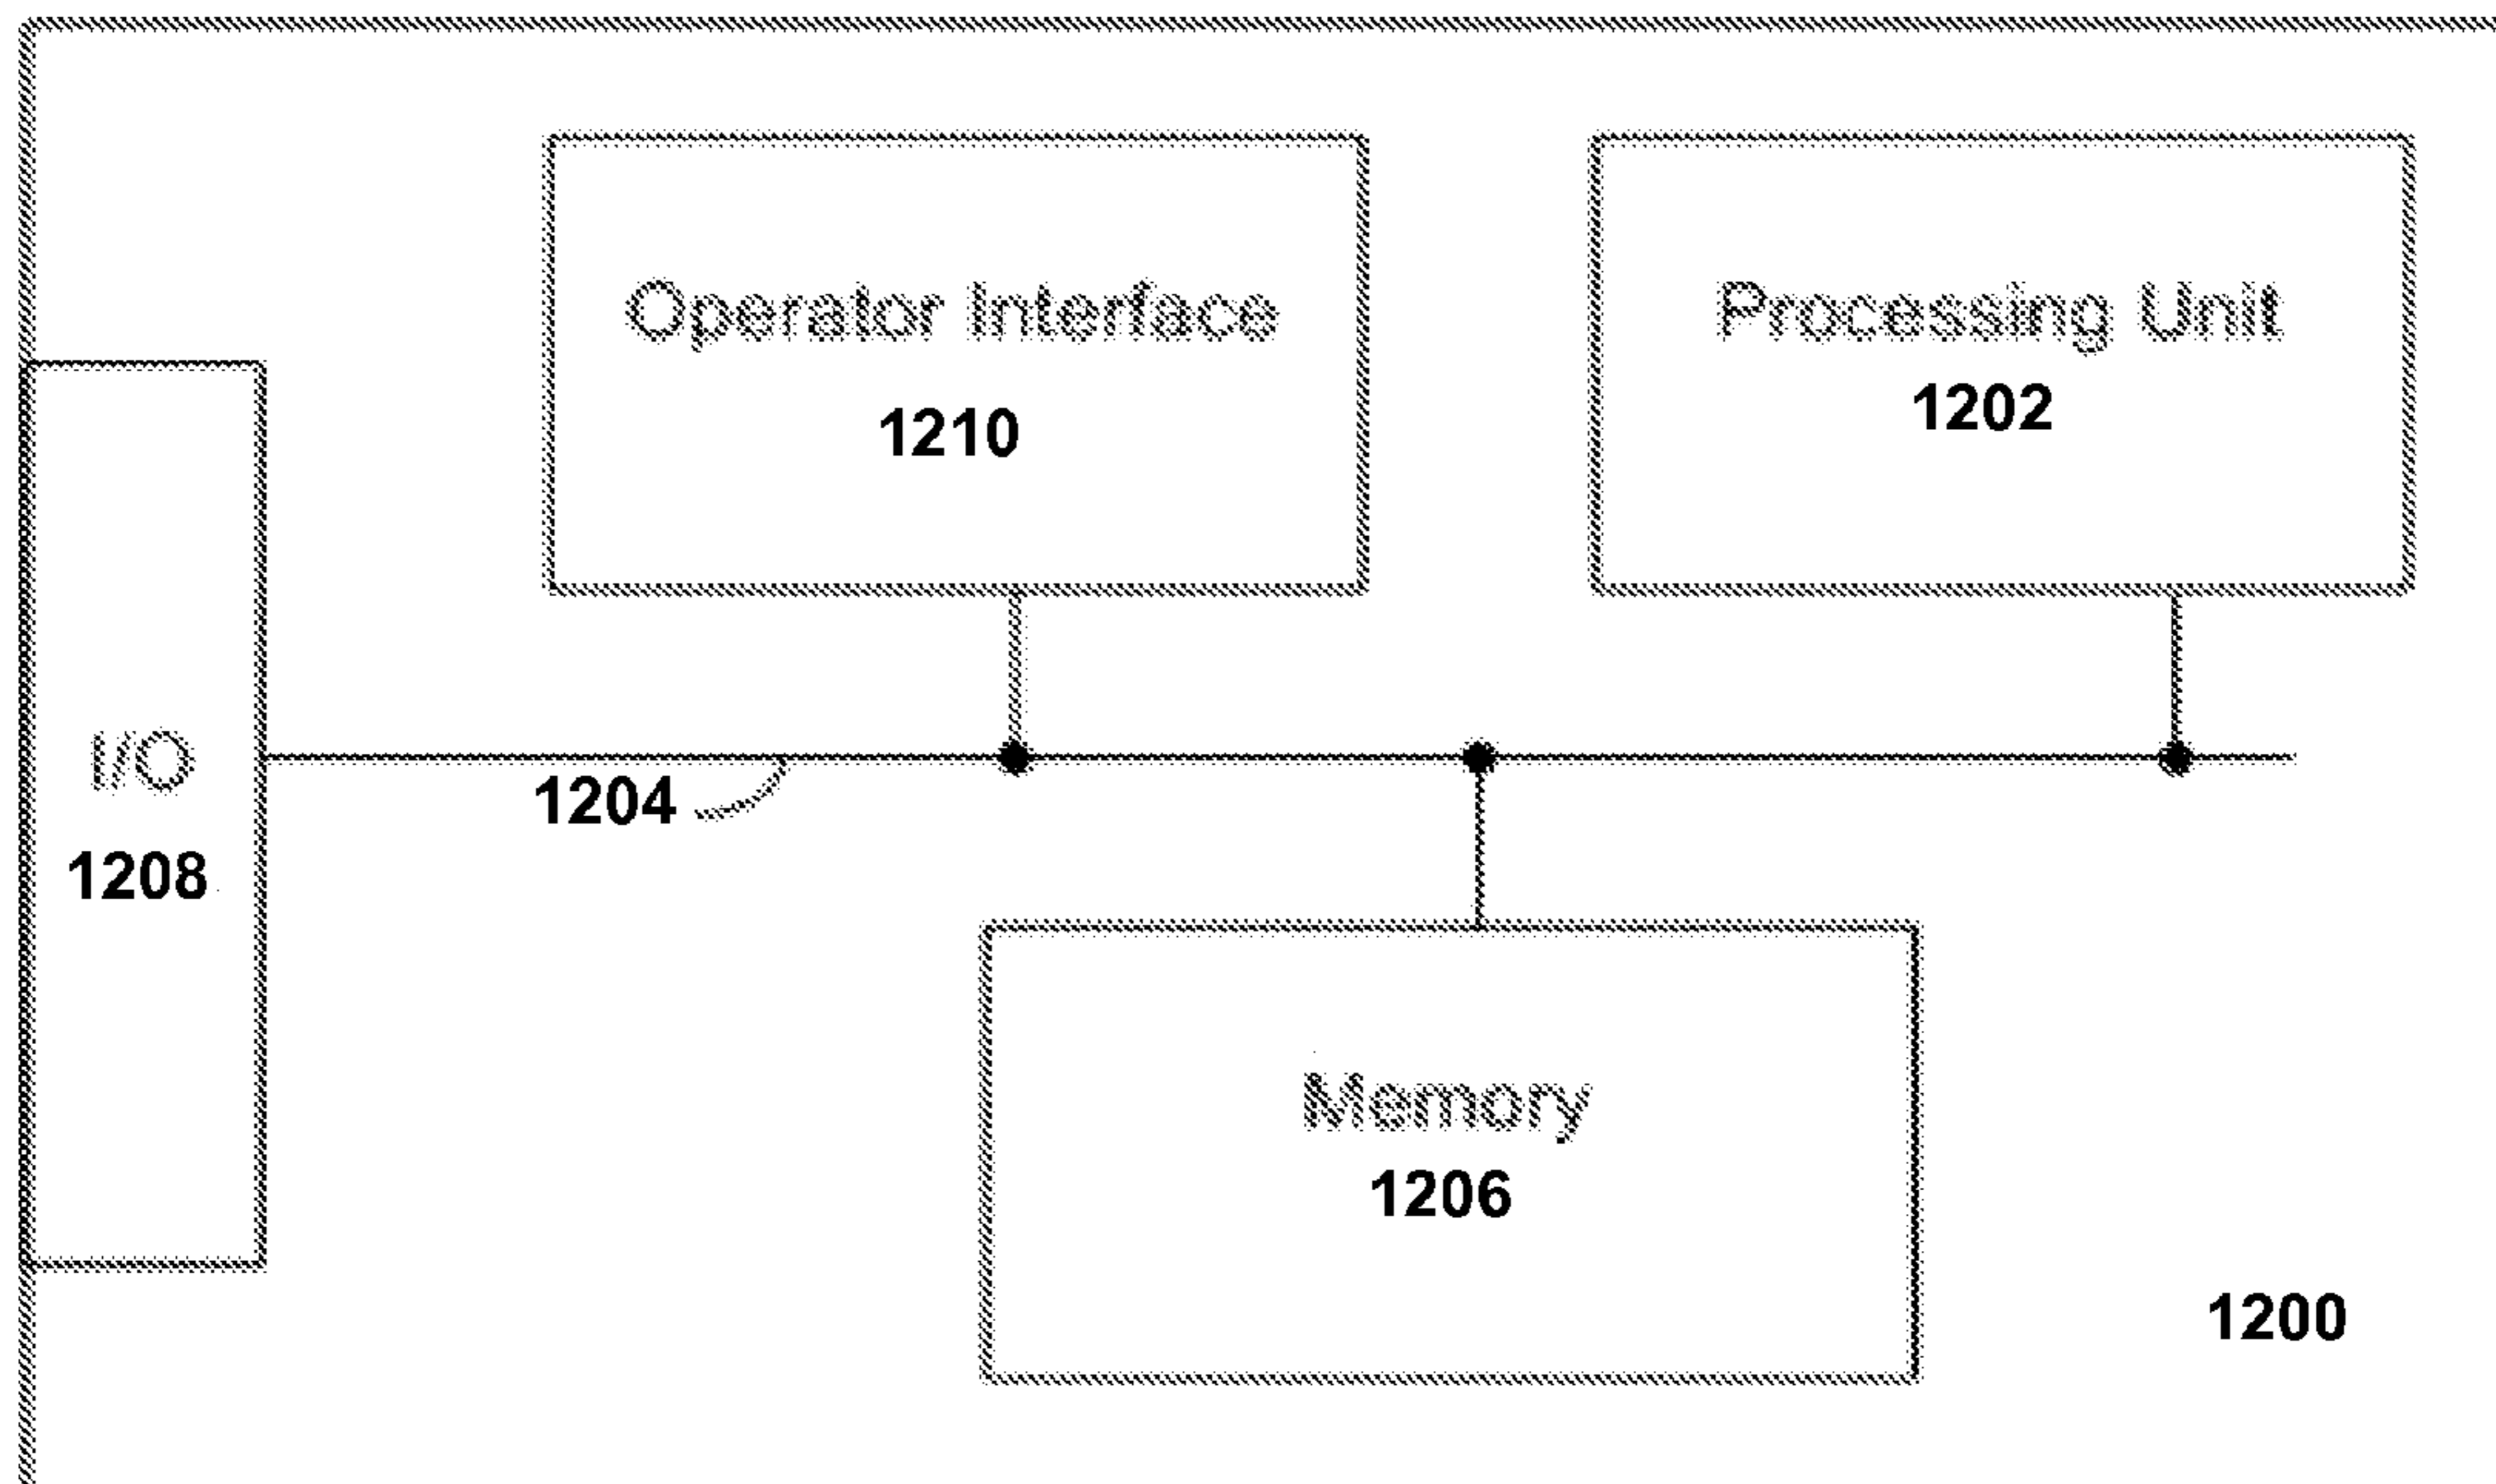 Operator Interface
1210
Processing Unit
1202
I/O
1208
1204
Memory
1206
1200